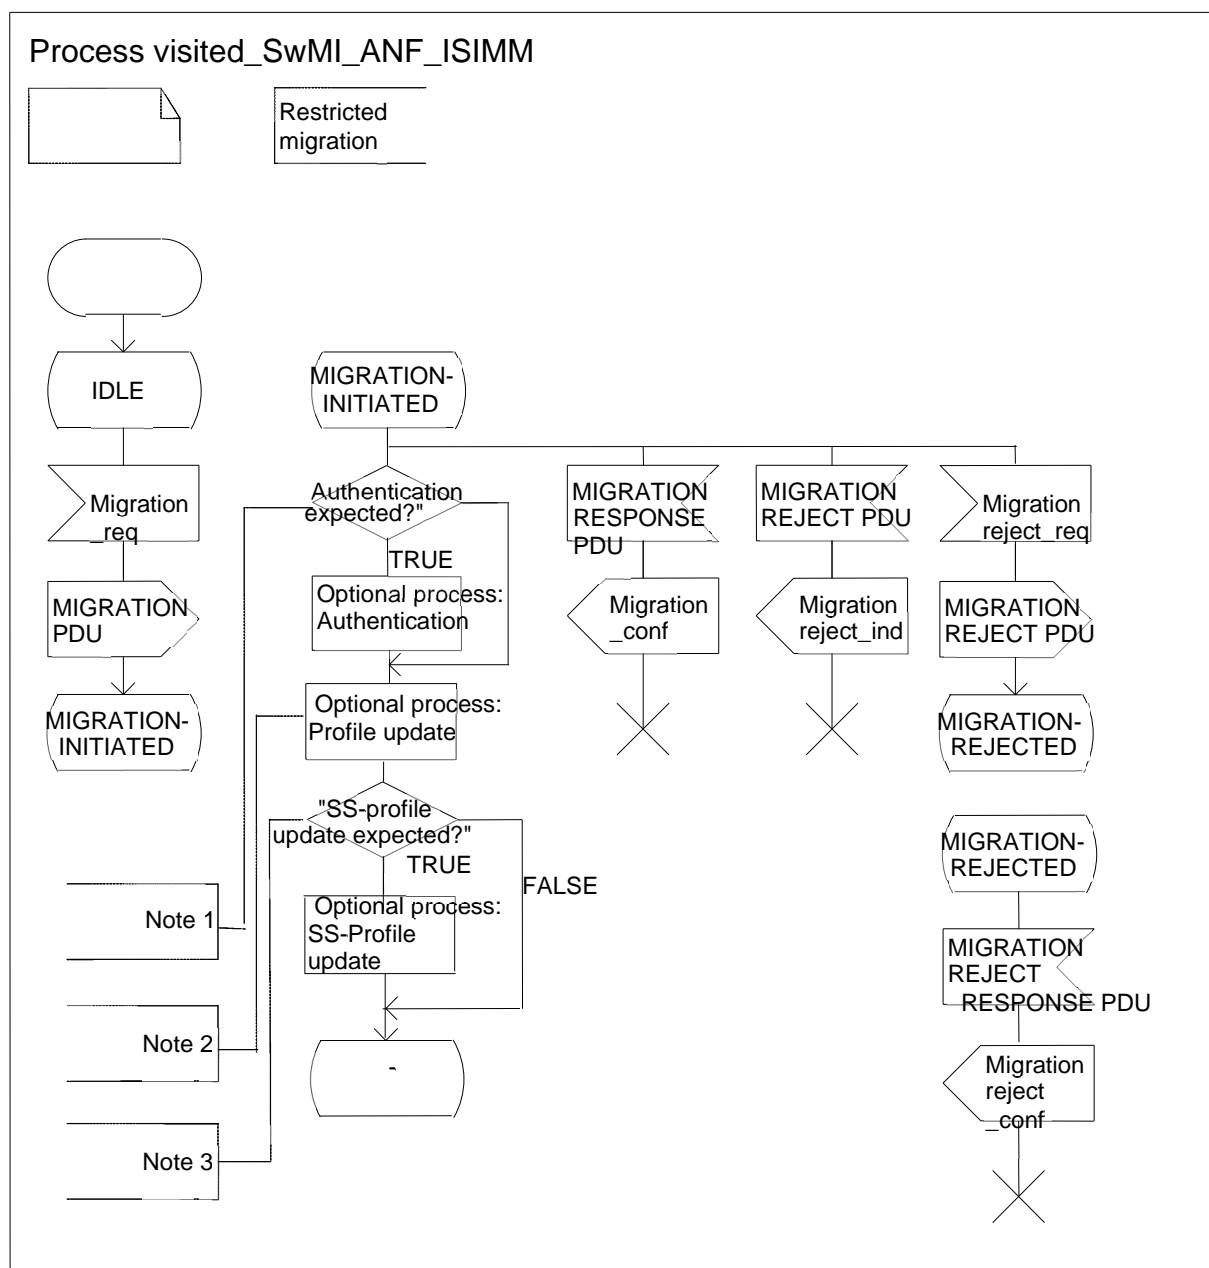 Process visited_SwMI_ANF_ISIMM
Restricted
migration
IDLE
Migration
_req
MIGRATION
PDU
MIGRATION-
INITIATED
MIGRATION-
INITIATED
Authentication
expected?"
TRUE
Optional process:
Authentication
Optional process:
Profile update
"SS-profile
update expected?"
TRUE
FALSE
Optional process:
SS-Profile
update
-
Note 1
Note 2
Note 3
MIGRATION
RESPONSE
PDU
Migration
_conf
MIGRATION
REJECT PDU
Migration
reject_ind
Migration
reject_req
MIGRATION
REJECT PDU
MIGRATION-
REJECTED
MIGRATION-
REJECTED
MIGRATION
REJECT
RESPONSE PDU
Migration
reject
_conf